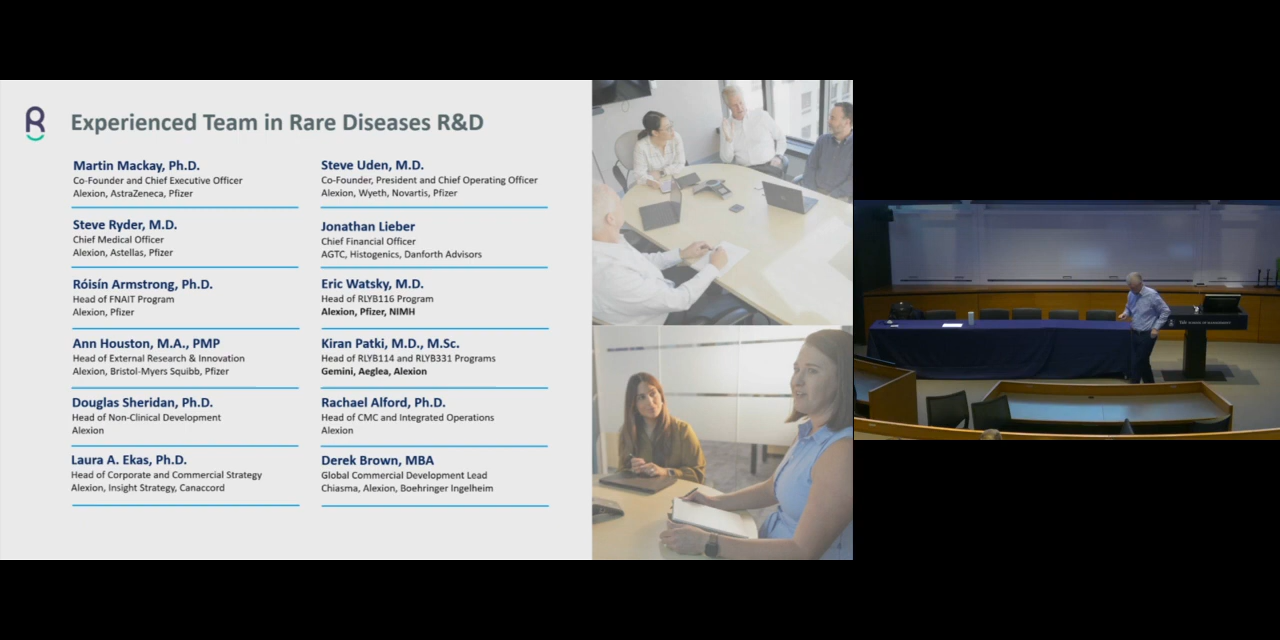 R
Experienced Team in Rare Diseases R&D
Martin Mackay, Ph.D.
Co-Founder and Chief Executive Officer
Alexion, AstraZeneca, Pfizer
Steve Uden, M.D.
Co-Founder, President and Chief Operating Officer
Alexion, Wyeth, Novartis, Pfizer
Steve Ryder, M.D.
Chief Medical Officer
Alexion, Astellas, Pfizer
Jonathan Lieber
Chief Financial Officer
AGTC, Histogenics, Danforth Advisors
Róisín Armstrong, Ph.D.
Head of FNAIT Program
Alexion, Pfizer
Eric Watsky, M.D.
Head of RLYB116 Program
Alexion, Pfizer, NIMH
Ann Houston, M.A., PMP
Head of External Research & Innovation
Alexion, Bristol-Myers Squibb, Pfizer
Kiran Patki, M.D., M.Sc.
Head of RLYB114 and RLYB331 Programs
Gemini, Aeglea, Alexion
Douglas Sheridan, Ph.D.
Head of Non-Clinical Development
Alexion
Rachael Alford, Ph.D.
Head of CMC and Integrated Operations
Alexion
Laura A. Ekas, Ph.D.
Head of Corporate and Commercial Strategy
Alexion, Insight Strategy, Canaccord
Derek Brown, MBA
Global Commercial Development Lead
Chiasma, Alexion, Boehringer Ingelheim
Yale SCHOOL OF MANAGEMENT